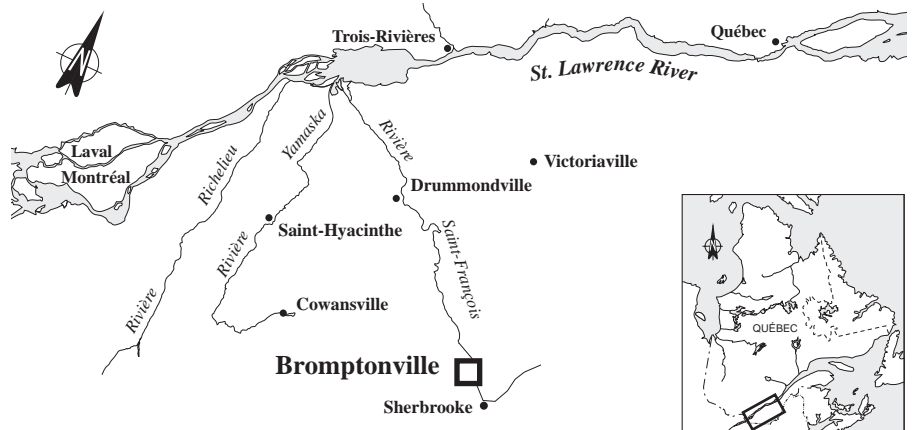 Trois-Rivières
Québec
St. Lawrence River
N
Laval
Montréal
Rivière Richelieu
Rivière Yamaska
Rivière Saint-François
Victoriaville
Drummondville
Saint-Hyacinthe
Cowansville
Bromptonville
Sherbrooke
QUÉBEC